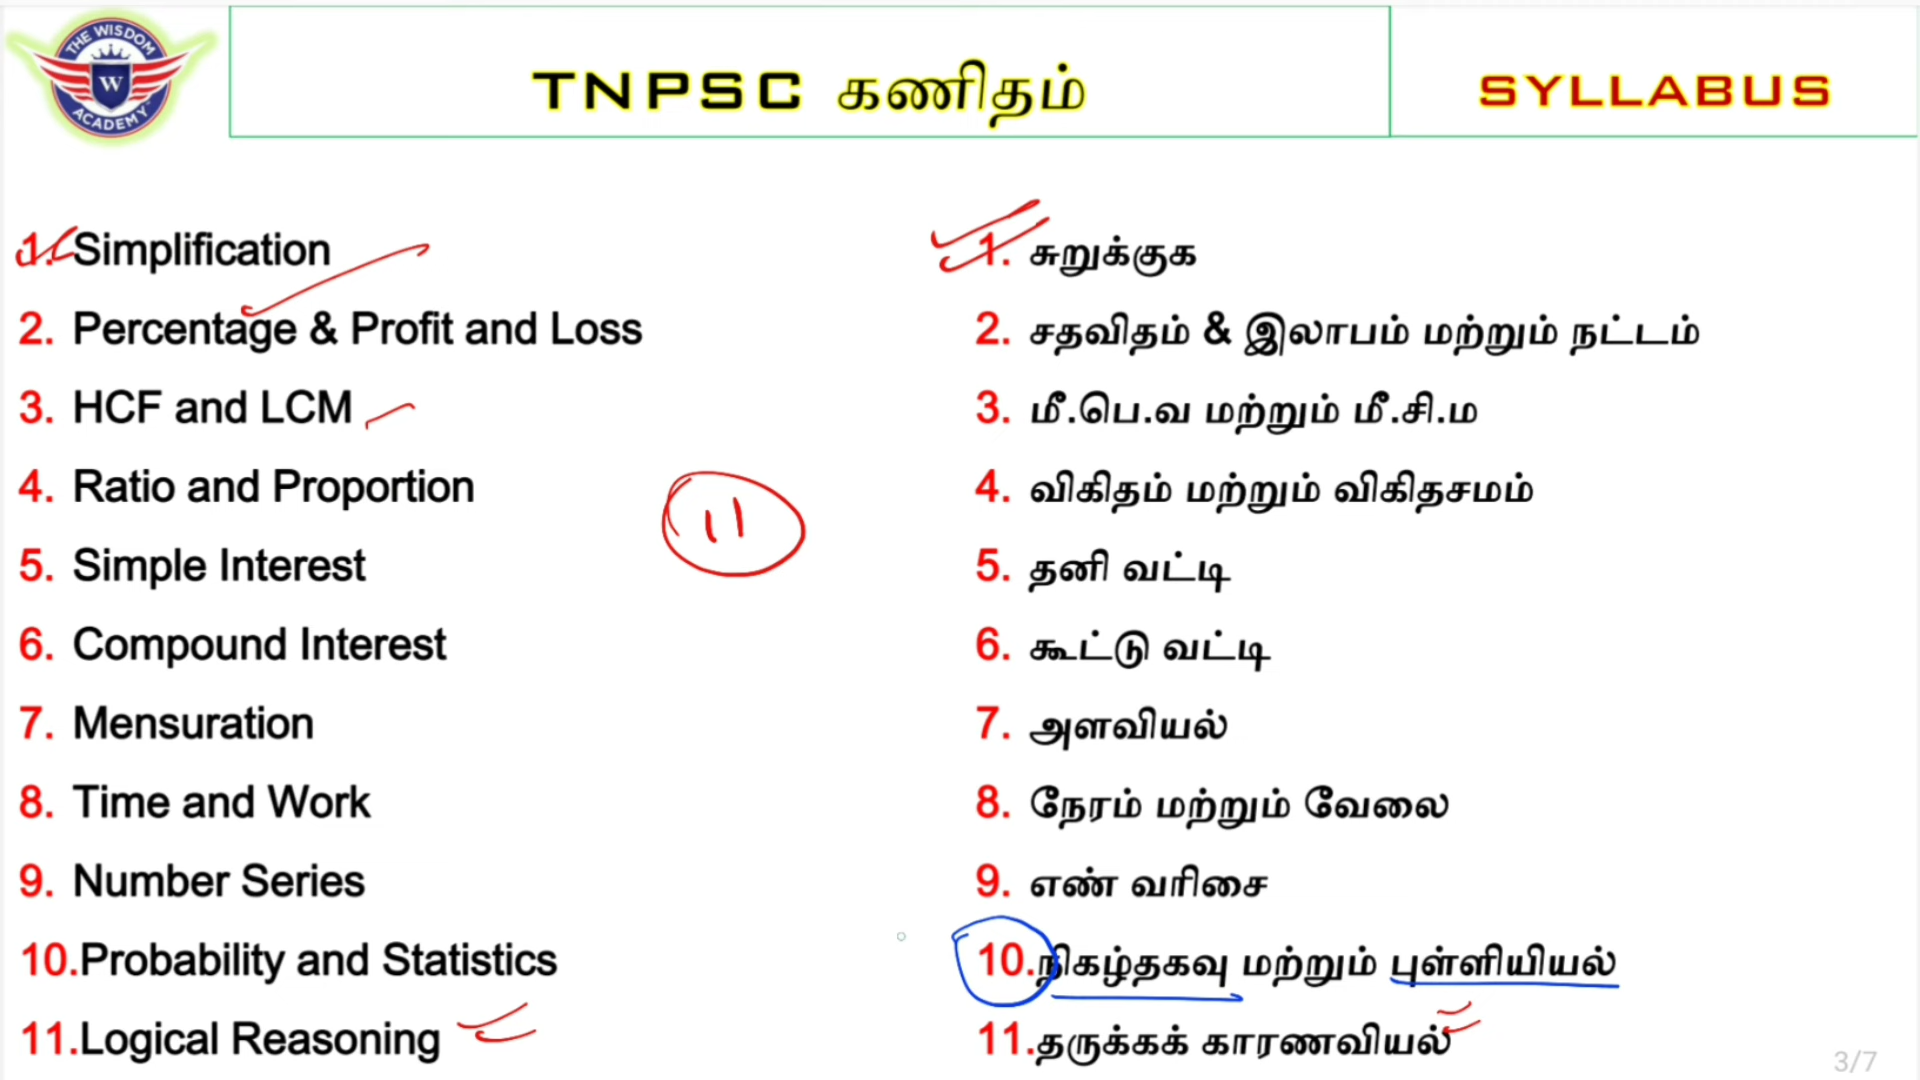 THE WISDOM
W
ACADEMY
TNPSC கணிதம்
SYLLABUS
1. Simplification
2. Percentage & Profit and Loss
3. HCF and LCM
4. Ratio and Proportion
5. Simple Interest
6. Compound Interest
7. Mensuration
8. Time and Work
9. Number Series
10.Probability and Statistics
11.Logical Reasoning
11
1. சுறுக்குக
2. சதவிதம் & இலாபம் மற்றும் நட்டம்
3. மீ.பெ.வ மற்றும் மீ.சி.ம
4. விகிதம் மற்றும் விகிதசமம்
5. தனி வட்டி
6. கூட்டு வட்டி
7. அளவியல்
8. நேரம் மற்றும் வேலை
9. எண் வரிசை
10.நிகழ்தகவு மற்றும் புள்ளியியல்
11.தருக்கக் காரணவியல்
3/7